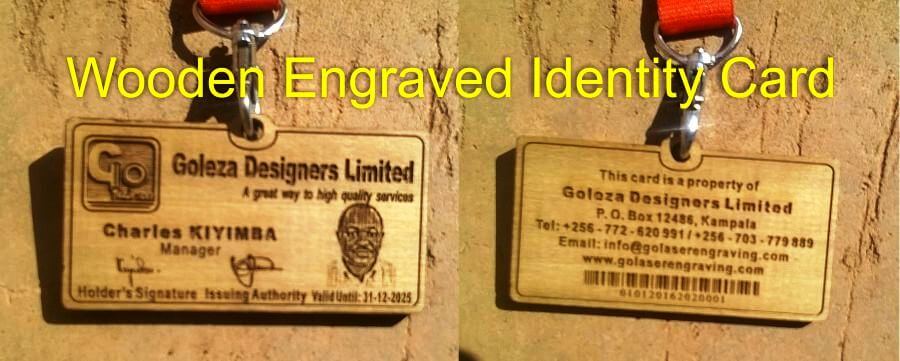 Wooden Engraved Identity Card
Goleza Designers Limited
A great way to high quality services
Charles KIYIMBA
Manager
Holder's Signature Issuing Authority Valid Until: 31-12-2025
This card is a property of
Goleza Designers Limited
P. O. Box 12486, Kampala
Tel: +256 - 772 - 620 991 / +256 - 703 - 779 889
Email: info@golaserengraving.com
www.golaserengraving.com
010120162020001